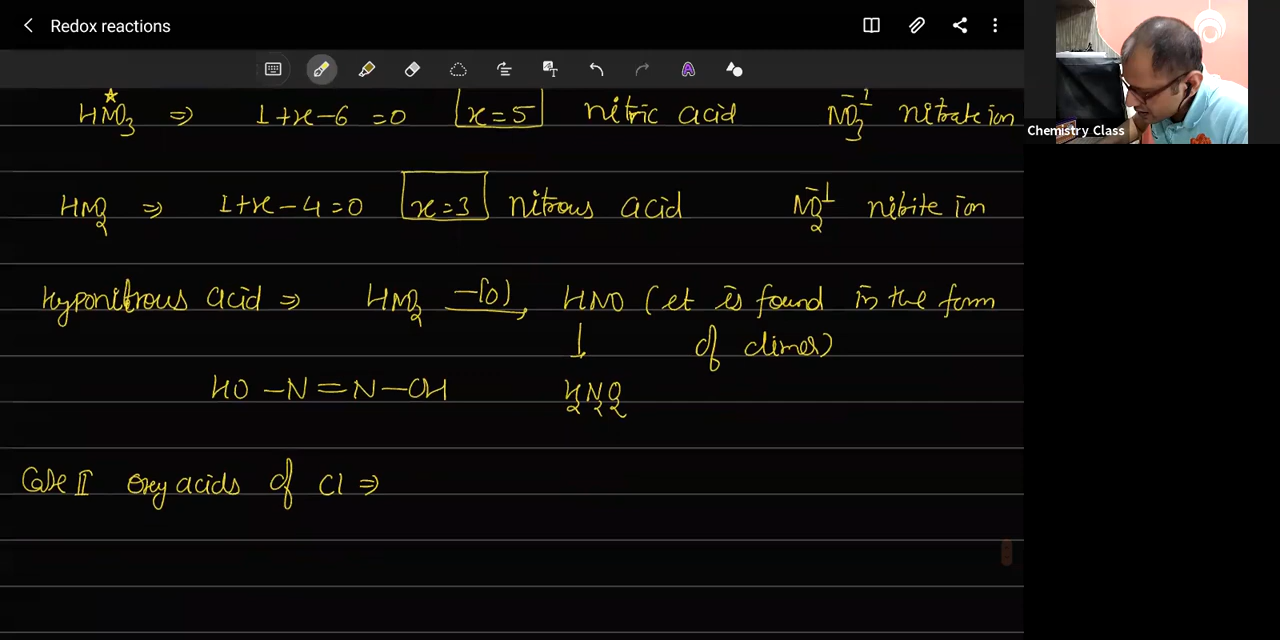 Redox reactions
HNO3 ⇒ 1+x-6=0 x=5 nitric acid NO3^-1 nitrate ion
Chemistry Class
HNO2 ⇒ 1+x-4=0 x=3 nitrous acid NO2^-1 nitrite ion
Hyponitrous acid ⇒ HNO2 -[O] HNO (it is found in the form
↓ of dimer)
HO-N=N-OH H2N2O2
Case II Oxy acids of Cl ⇒